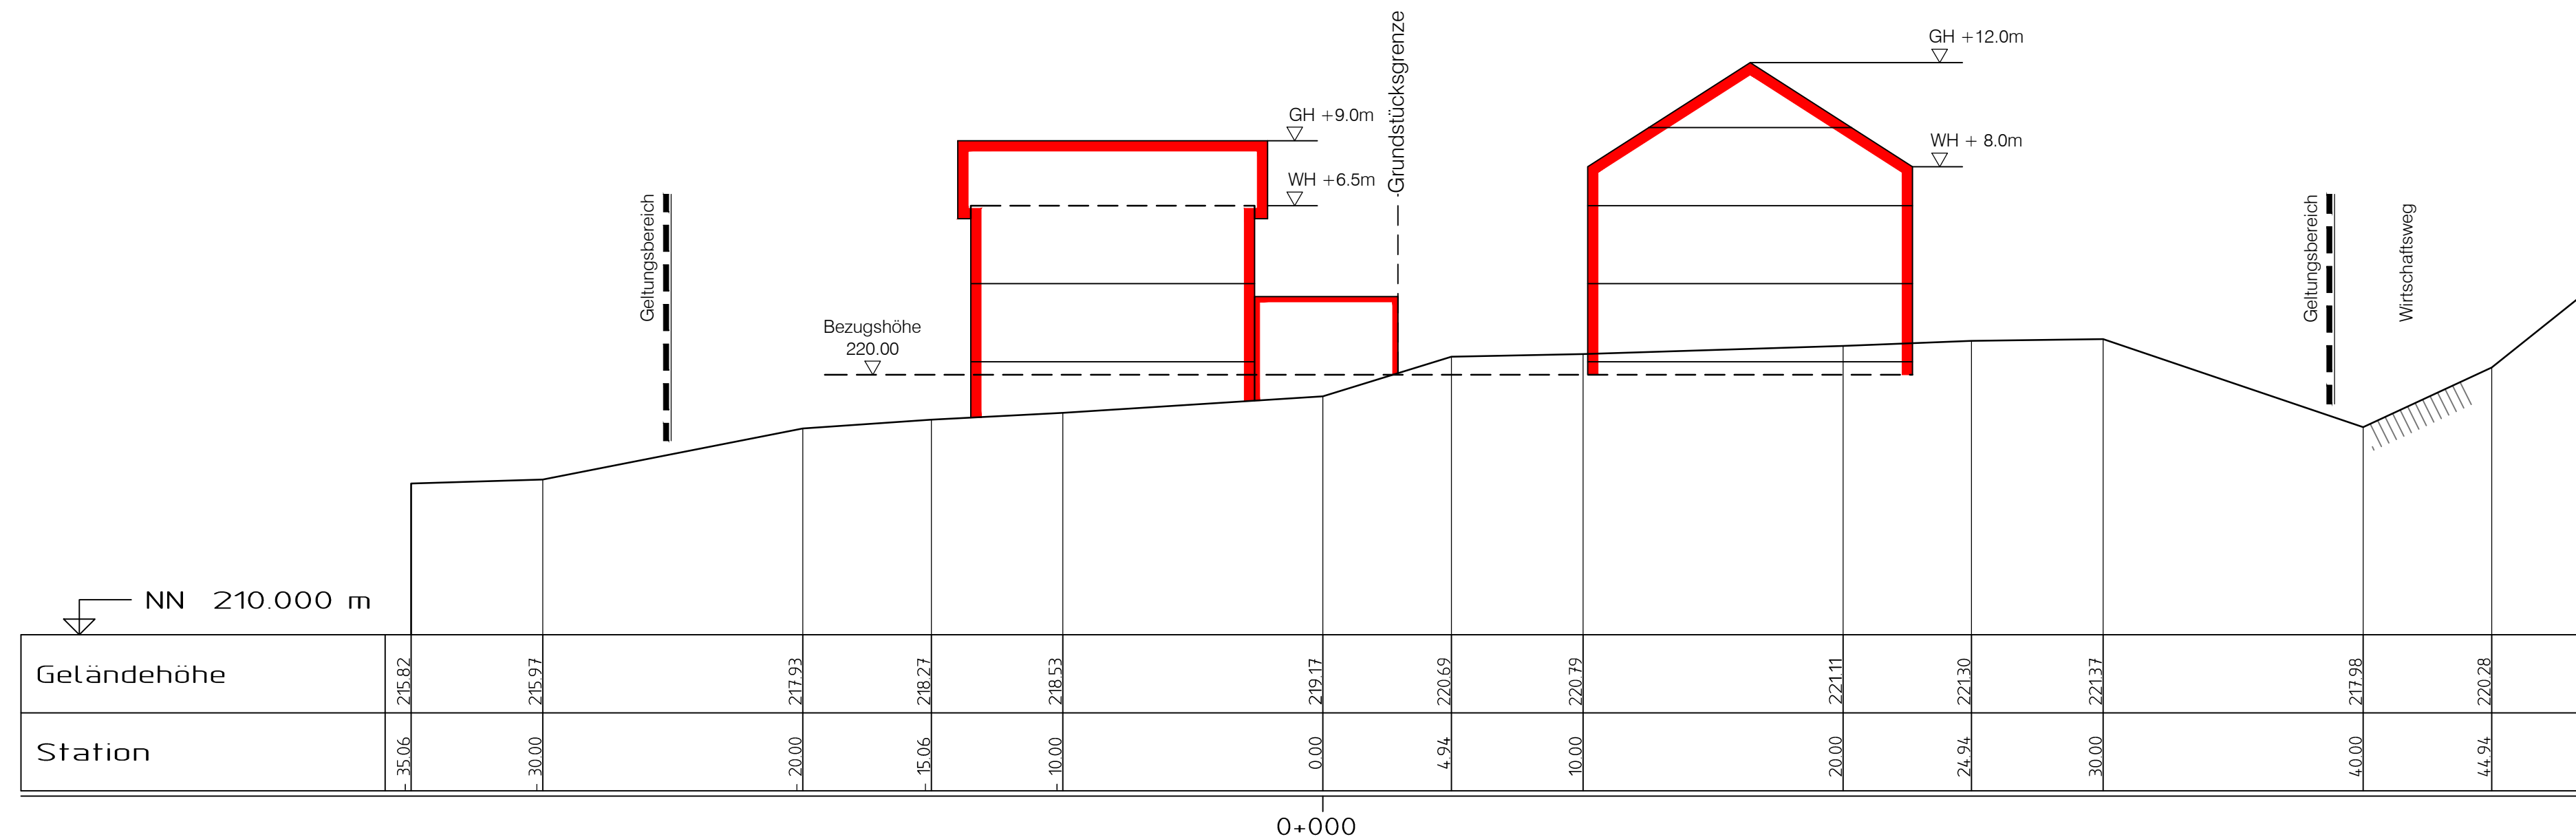 GH +12.0m
GH +9.0m
WH + 8.0m
WH +6.5m
Grundstücksgrenze
Geltungsbereich
Geltungsbereich
Wirtschaftsweg
Bezugshöhe
220.00
NN 210.000 m
Geländehöhe 215.82 215.97 217.93 218.27 218.53 219.17 220.69 220.79 221.11 221.30 221.37 217.98 220.28
Station - 35.06 - 30.00 - 20.00 - 15.06 - 10.00 0.00 4.94 10.00 20.00 24.94 30.00 40.00 44.94
0+000